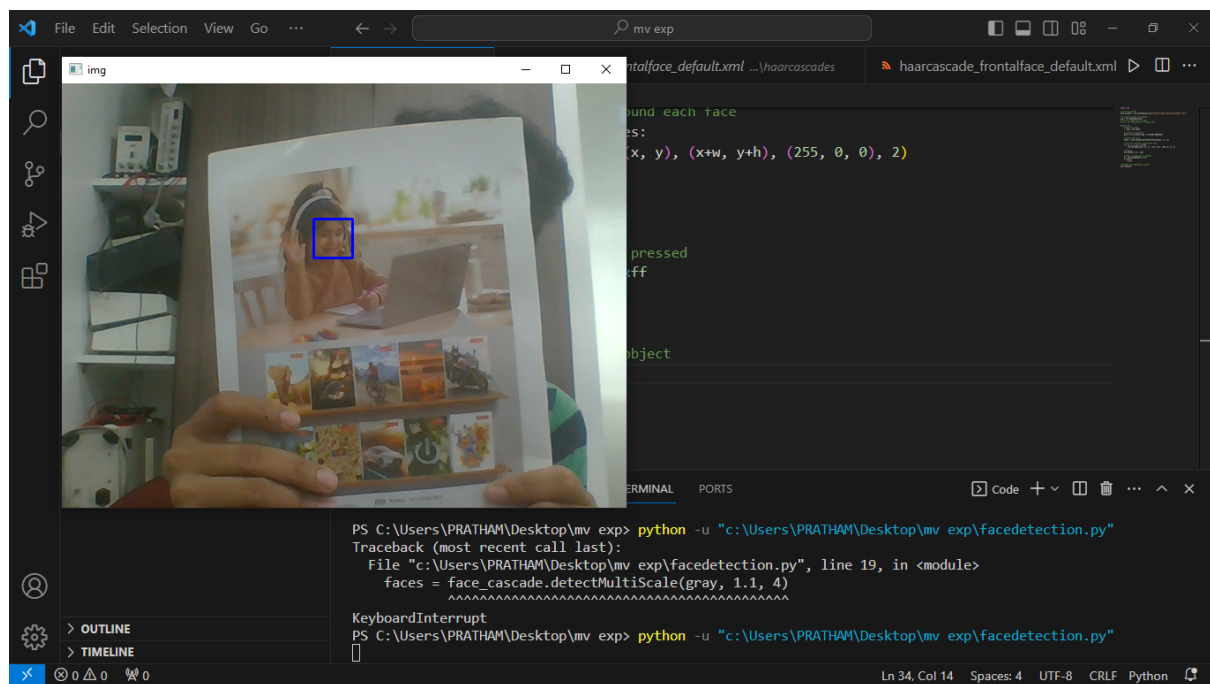 File Edit Selection View Go ··· mv exp
img
ntalface_default.xml ...\haarcascades haarcascade_frontalface_default.xml
und each face
es:
(x, y), (x+w, y+h), (255, 0, 0), 2)
pressed
xff
object
ERMINAL PORTS Code
PS C:\Users\PRATHAM\Desktop\mv exp> python -u "c:\Users\PRATHAM\Desktop\mv exp\facedetection.py"
Traceback (most recent call last):
File "c:\Users\PRATHAM\Desktop\mv exp\facedetection.py", line 19, in <module>
faces = face_cascade.detectMultiScale(gray, 1.1, 4)
^^^^^^^^^^^^^^^^^^^^^^^^^^^^^^^^^^^^^^^^^^^
KeyboardInterrupt
PS C:\Users\PRATHAM\Desktop\mv exp> python -u "c:\Users\PRATHAM\Desktop\mv exp\facedetection.py"
OUTLINE
TIMELINE
0 0 0 Ln 34, Col 14 Spaces: 4 UTF-8 CRLF Python